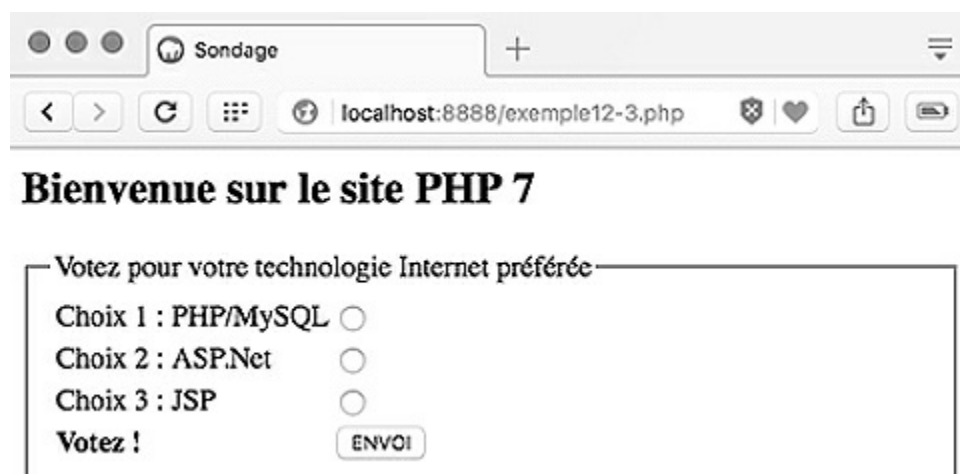 Sondage
localhost:8888/exemple12-3.php
Bienvenue sur le site PHP 7
Votez pour votre technologie Internet préférée
Choix 1 : PHP/MySQL
Choix 2 : ASP.Net
Choix 3 : JSP
Votez ! ENVOI